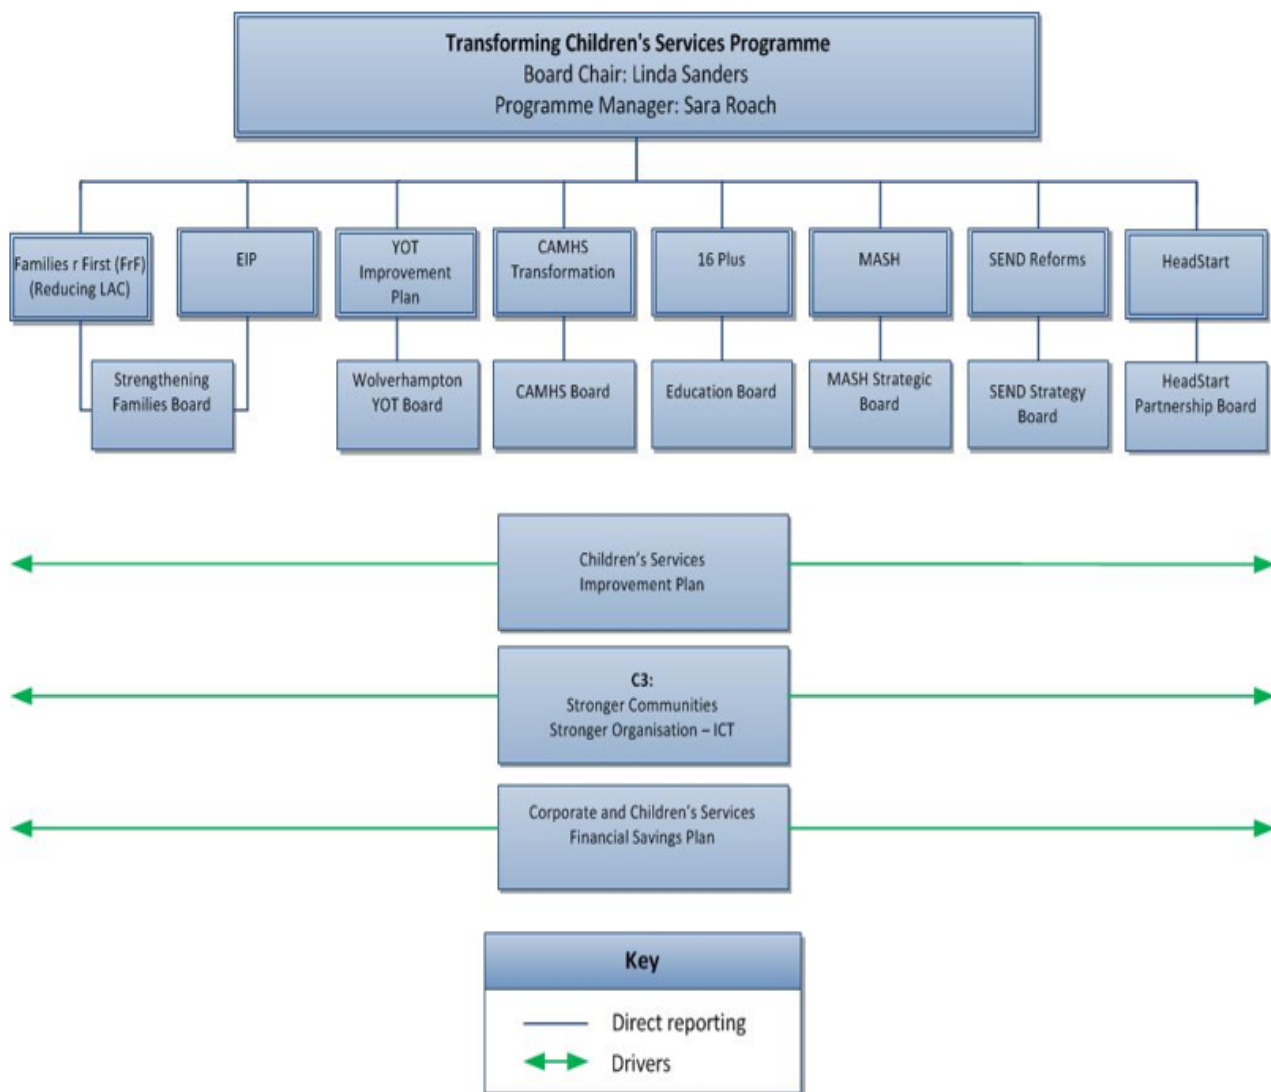 Transforming Children's Services Programme
Board Chair: Linda Sanders
Programme Manager: Sara Roach
Families r First (FrF)
(Reducing LAC)
EIP
YOT
Improvement
Plan
CAMHS
Transformation
16 Plus
MASH
SEND Reforms
HeadStart
Strengthening
Families Board
Wolverhampton
YOT Board
CAMHS Board
Education Board
MASH Strategic
Board
SEND Strategy
Board
HeadStart
Partnership Board
Children's Services
Improvement Plan
C3:
Stronger Communities
Stronger Organisation – ICT
Corporate and Children's Services
Financial Savings Plan
Key
Direct reporting
Drivers